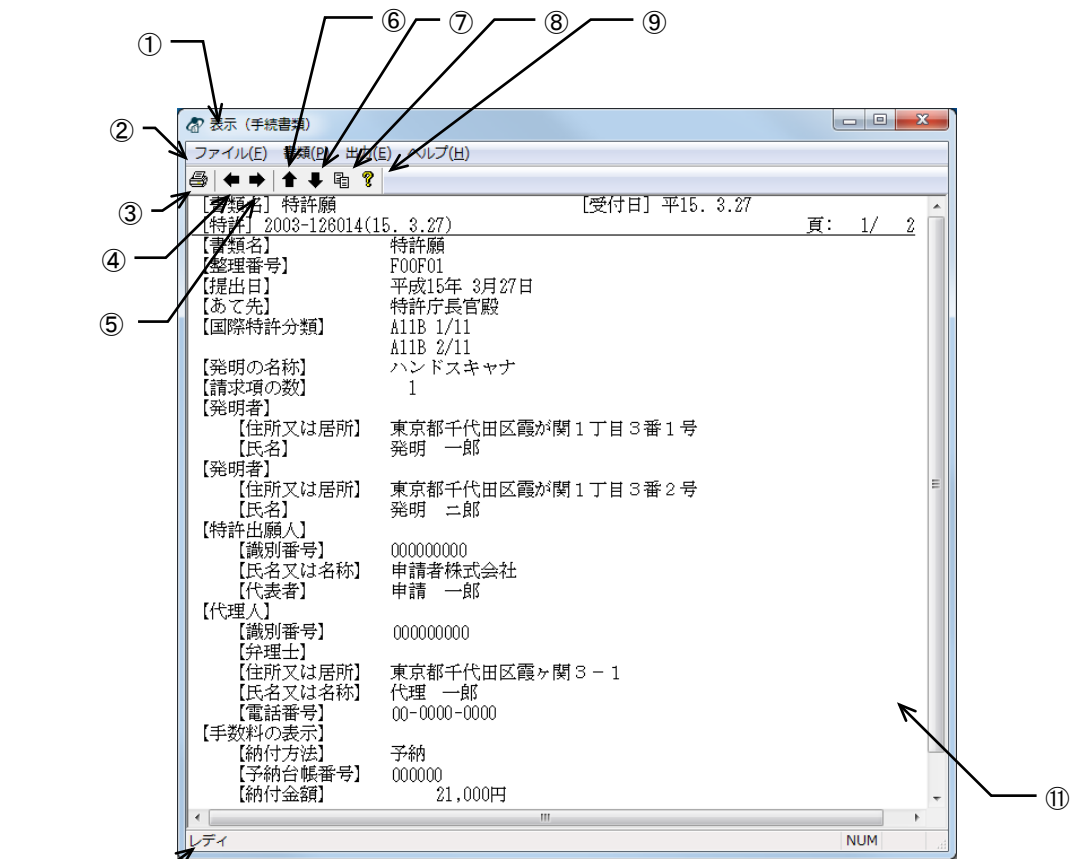 ⑥ ⑦ ⑧ ⑨
①
②
表示（手続書類）
ファイル(F) 書類(P) 出力(E) ヘルプ(H)
③
[書類名] 特許願 [受付日] 平15. 3.27
[特許] 2003-126014(15. 3.27) 頁: 1/ 2
④
⑤
【書類名】 特許願
【整理番号】 F00F01
【提出日】 平成15年 3月27日
【あて先】 特許庁長官殿
【国際特許分類】 A11B 1/11
A11B 2/11
【発明の名称】 ハンドスキャナ
【請求項の数】 1
【発明者】
【住所又は居所】 東京都千代田区霞が関１丁目３番１号
【氏名】 発明 一郎
【発明者】
【住所又は居所】 東京都千代田区霞が関１丁目３番２号
【氏名】 発明 二郎
【特許出願人】
【識別番号】 000000000
【氏名又は名称】 申請者株式会社
【代表者】 申請 一郎
【代理人】
【識別番号】 000000000
【弁理士】
【住所又は居所】 東京都千代田区霞ヶ関３－１
【氏名又は名称】 代理 一郎
【電話番号】 00-0000-0000
【手数料の表示】
【納付方法】 予納
【予納台帳番号】 000000
【納付金額】 21,000円
⑪
レディ NUM